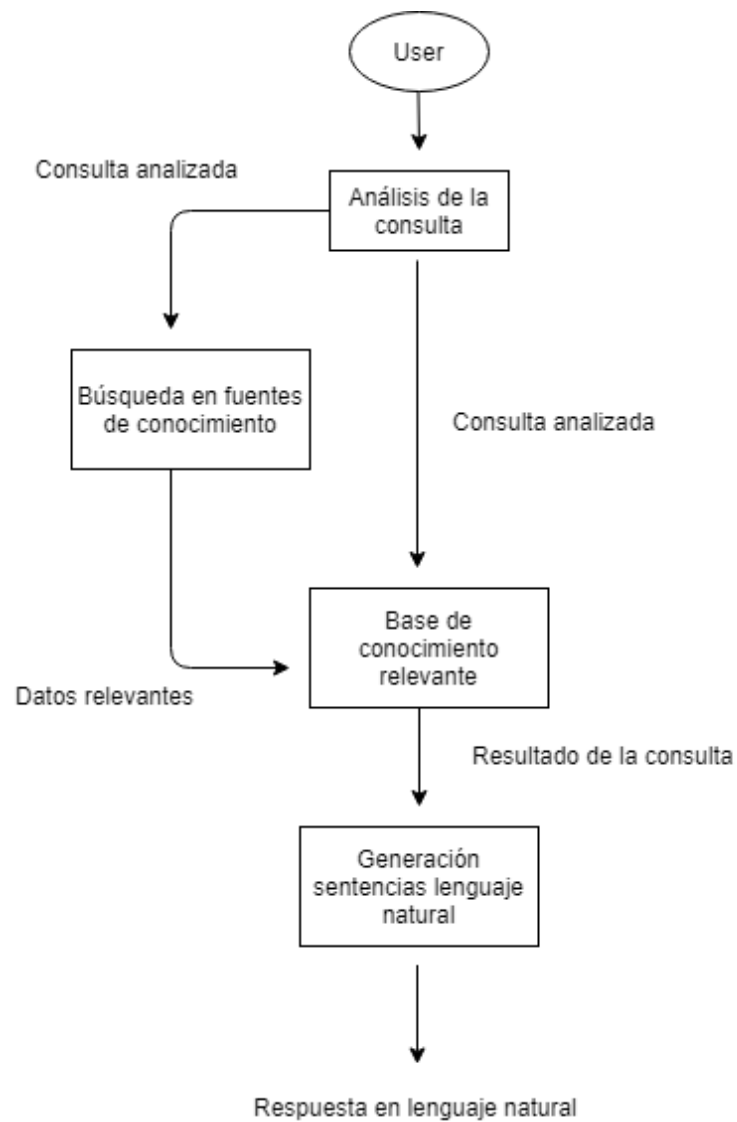 User
Consulta analizada
Análisis de la
consulta
Búsqueda en fuentes
de conocimiento
Consulta analizada
Base de
conocimiento
relevante
Datos relevantes
Resultado de la consulta
Generación
sentencias lenguaje
natural
Respuesta en lenguaje natural